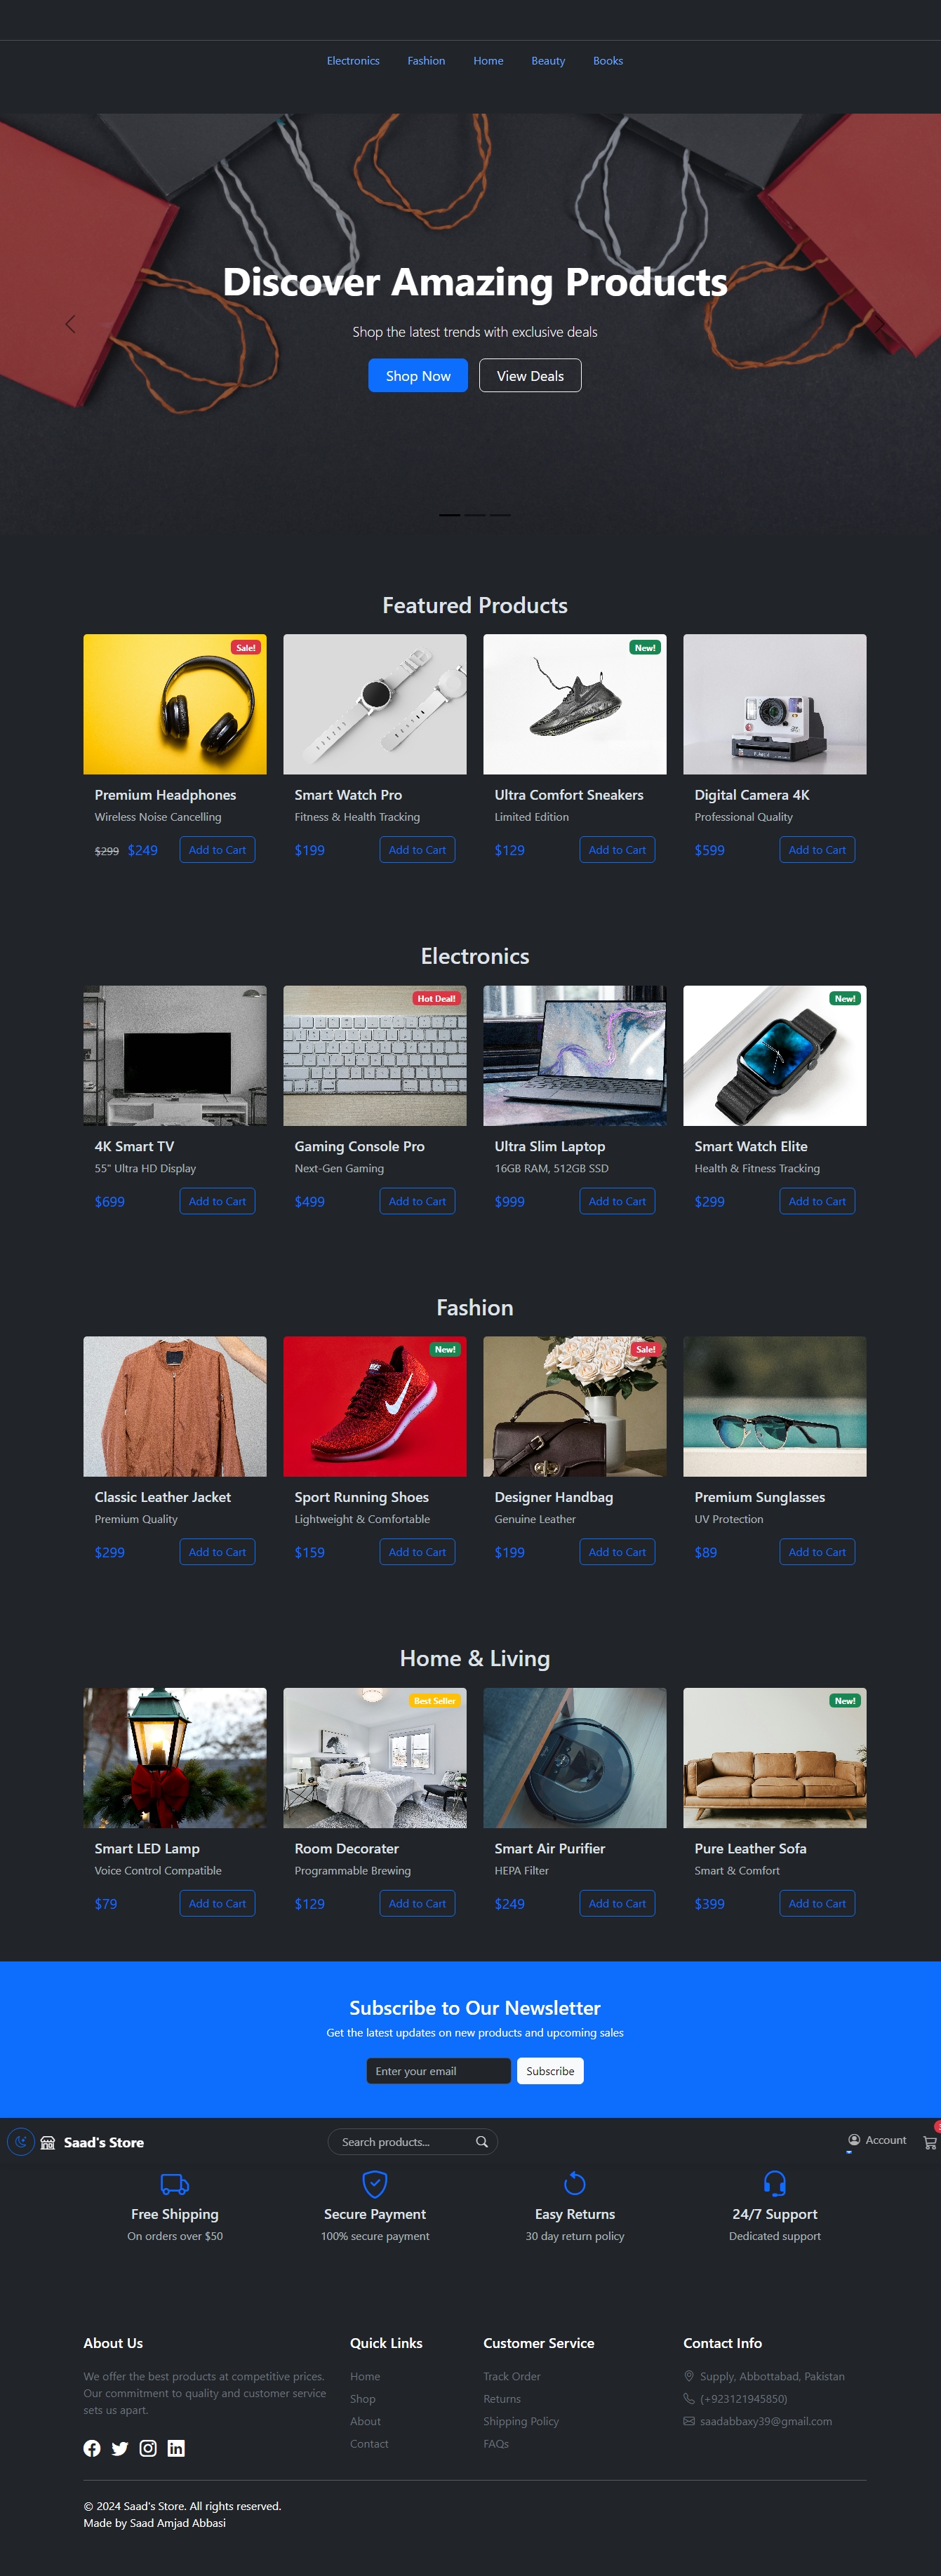 Electronics Fashion Home Beauty Books
Discover Amazing Products
Shop the latest trends with exclusive deals
Shop Now View Deals
Featured Products
Sale!
New!
Premium Headphones
Wireless Noise Cancelling
$299 $249 Add to Cart
Smart Watch Pro
Fitness & Health Tracking
$199 Add to Cart
Ultra Comfort Sneakers
Limited Edition
$129 Add to Cart
Digital Camera 4K
Professional Quality
$599 Add to Cart
Electronics
Hot Deal!
New!
4K Smart TV
55" Ultra HD Display
$699 Add to Cart
Gaming Console Pro
Next-Gen Gaming
$499 Add to Cart
Ultra Slim Laptop
16GB RAM, 512GB SSD
$999 Add to Cart
Smart Watch Elite
Health & Fitness Tracking
$299 Add to Cart
Fashion
New!
Sale!
Classic Leather Jacket
Premium Quality
$299 Add to Cart
Sport Running Shoes
Lightweight & Comfortable
$159 Add to Cart
Designer Handbag
Genuine Leather
$199 Add to Cart
Premium Sunglasses
UV Protection
$89 Add to Cart
Home & Living
Best Seller
New!
Smart LED Lamp
Voice Control Compatible
$79 Add to Cart
Room Decorater
Programmable Brewing
$129 Add to Cart
Smart Air Purifier
HEPA Filter
$249 Add to Cart
Pure Leather Sofa
Smart & Comfort
$399 Add to Cart
Subscribe to Our Newsletter
Get the latest updates on new products and upcoming sales
Enter your email Subscribe
Saad's Store Search products... Account
Free Shipping
On orders over $50
Secure Payment
100% secure payment
Easy Returns
30 day return policy
24/7 Support
Dedicated support
About Us
We offer the best products at competitive prices.
Our commitment to quality and customer service
sets us apart.
Quick Links
Home
Shop
About
Contact
Customer Service
Track Order
Returns
Shipping Policy
FAQs
Contact Info
Supply, Abbottabad, Pakistan
(+923121945850)
saadabbaxy39@gmail.com
© 2024 Saad's Store. All rights reserved.
Made by Saad Amjad Abbasi